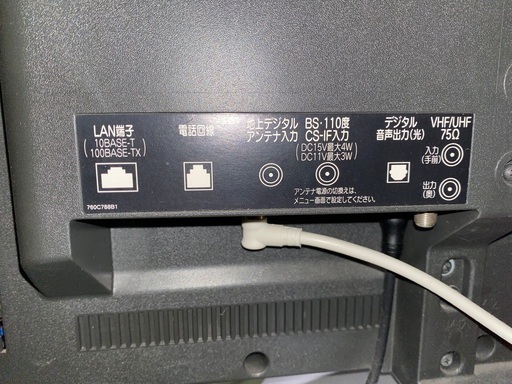 LAN端子
(10BASE-T
100BASE-TX)
電話回線
地上デジタル
アンテナ入力
BS・110度
CS-IF入力
(DC15V最大4W
DC11V最大3W)
アンテナ電源の切換えは、
メニュー画面で設定してください。
デジタル
音声出力(光)
VHF/UHF
75Ω
入力
(手前)
出力
(奥)
760C788B1